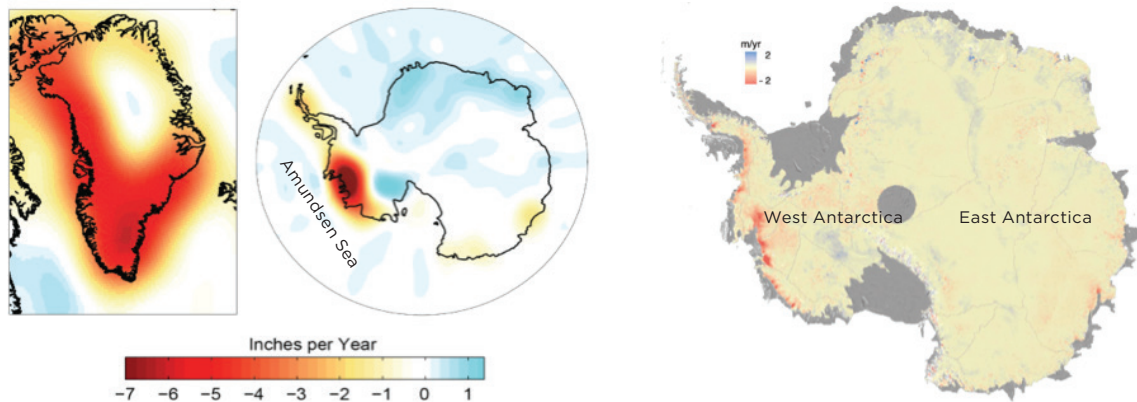 Amundsen Sea
Inches per Year
−7 −6 −5 −4 −3 −2 −1 0 1
m/yr
2
- 2
West Antarctica
East Antarctica